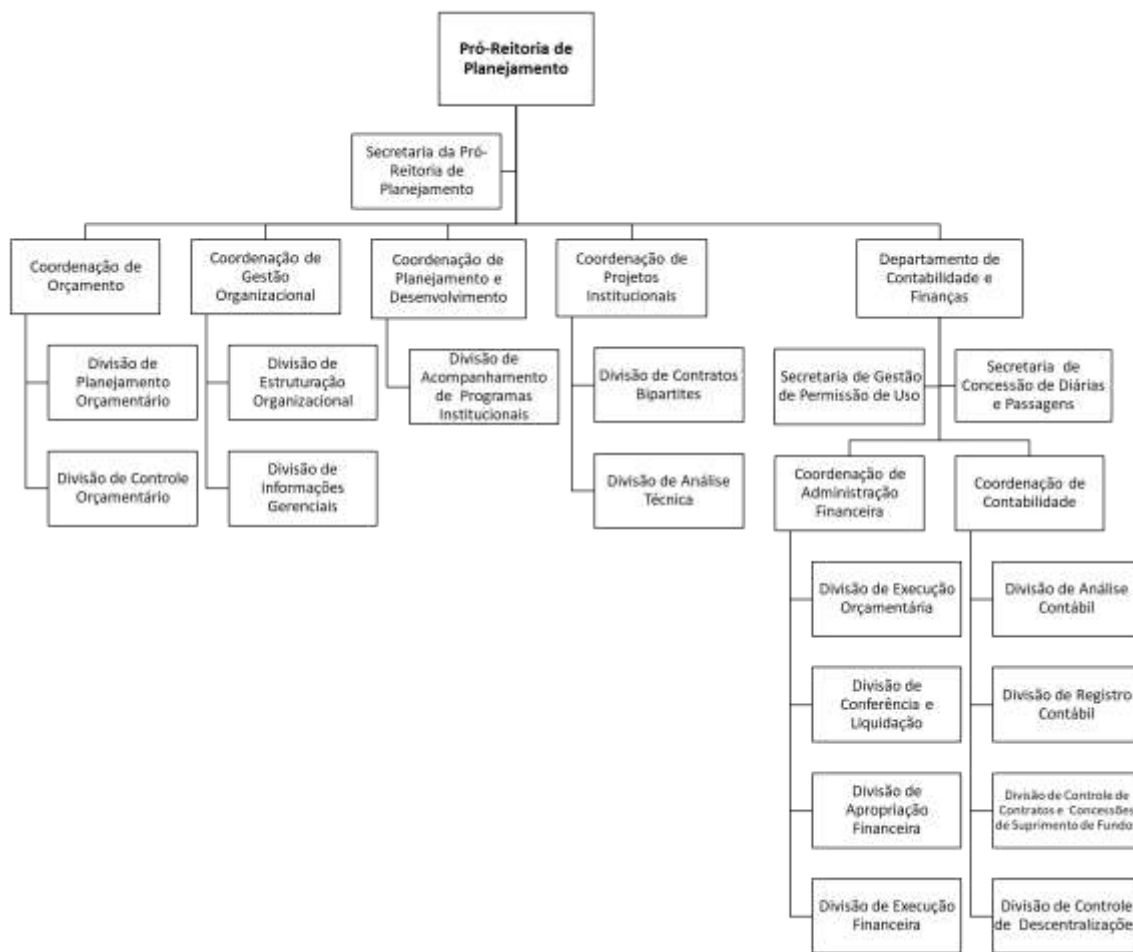 Pró-Reitoria de
Planejamento
Secretaria da Pró-
Reitoria de
Planejamento
Coordenação de
Orçamento
Coordenação de
Gestão
Organizacional
Coordenação de
Planejamento e
Desenvolvimento
Coordenação de
Projetos
Institucionais
Departamento de
Contabilidade e
Finanças
Divisão de
Planejamento
Orçamentário
Divisão de
Estruturação
Organizacional
Divisão de
Acompanhamento
de Programas
Institucionais
Divisão de Contratos
Bipartites
Secretaria de Gestão
de Permissão de Uso
Secretaria de
Concessão de Diárias
e Passagens
Divisão de Controle
Orçamentário
Divisão de
Informações
Gerenciais
Divisão de Análise
Técnica
Coordenação de
Administração
Financeira
Coordenação de
Contabilidade
Divisão de Execução
Orçamentária
Divisão de Análise
Contábil
Divisão de
Conferência e
Liquidação
Divisão de Registro
Contábil
Divisão de
Apropriação
Financeira
Divisão de Controle de
Contratos e Concessões
de Suprimento de Fundo
Divisão de Execução
Financeira
Divisão de Controle
de Descentralizaçõe